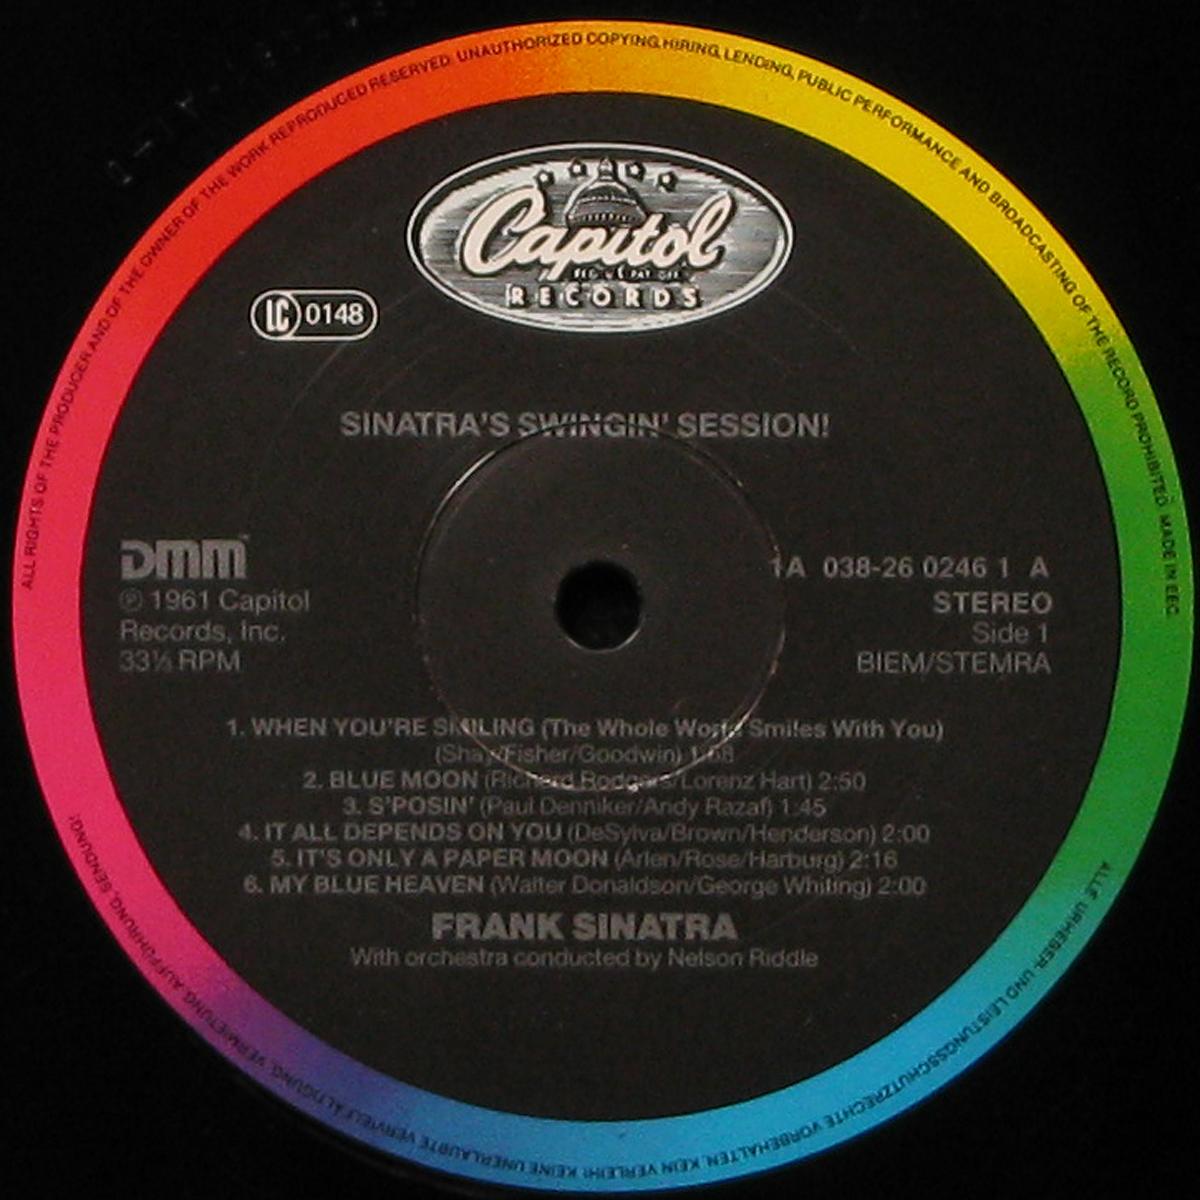 ALL RIGHTS OF THE PRODUCER AND OF THE OWNER OF THE WORK REPRODUCED RESERVED. UNAUTHORIZED COPYING, HIRING, LENDING, PUBLIC PERFORMANCE AND BROADCASTING OF THE RECORD PROHIBITED. MADE IN EEC.
Capitol
RECORDS
LC 0148
SINATRA'S SWINGIN' SESSION!
DMM
℗ 1961 Capitol
Records, Inc.
33⅓ RPM
1A 038-26 0246 1 A
STEREO
Side 1
BIEM/STEMRA
1. WHEN YOU'RE SMILING (The Whole World Smiles With You)
(Shay/Fisher/Goodwin)
2. BLUE MOON (Richard Rodgers/Lorenz Hart) 2:50
3. S'POSIN' (Paul Denniker/Andy Razaf) 1:45
4. IT ALL DEPENDS ON YOU (DeSylva/Brown/Henderson) 2:00
5. IT'S ONLY A PAPER MOON (Arlen/Rose/Harburg) 2:16
6. MY BLUE HEAVEN (Walter Donaldson/George Whiting) 2:00
FRANK SINATRA
With orchestra conducted by Nelson Riddle
ALLE URHEBER- UND LEISTUNGSSCHUTZRECHTE VORBEHALTEN. KEIN VERLEIH! KEINE UNERLAUBTE VERVIELFÄLTIGUNG, VERMIETUNG, AUFFÜHRUNG, SENDUNG!